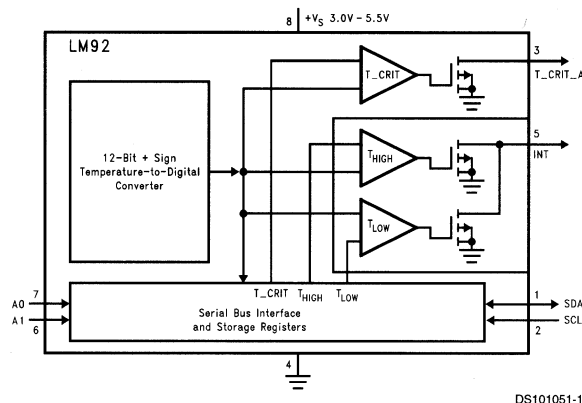 8 +VS 3.0V – 5.5V
LM92
3
T_CRIT
T_CRIT_A
5
12-Bit + Sign
Temperature-to-Digital
Converter
THIGH
INT
TLOW
T_CRIT THIGH TLOW
7
A0
A1
6
Serial Bus Interface
and Storage Registers
1
SDA
SCL
2
4
DS101051-1